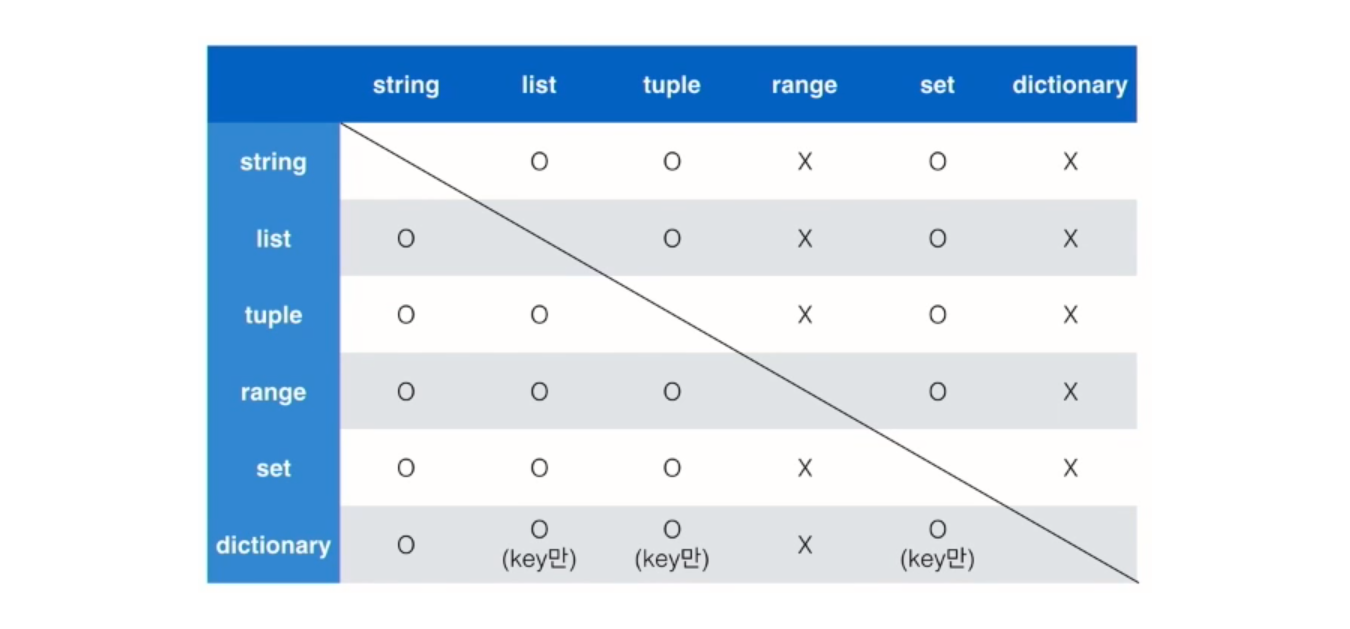 string list tuple range set dictionary
string O O X O X
list O O X O X
tuple O O X O X
range O O O O X
set O O O X X
dictionary O O (key만) O (key만) X O (key만)